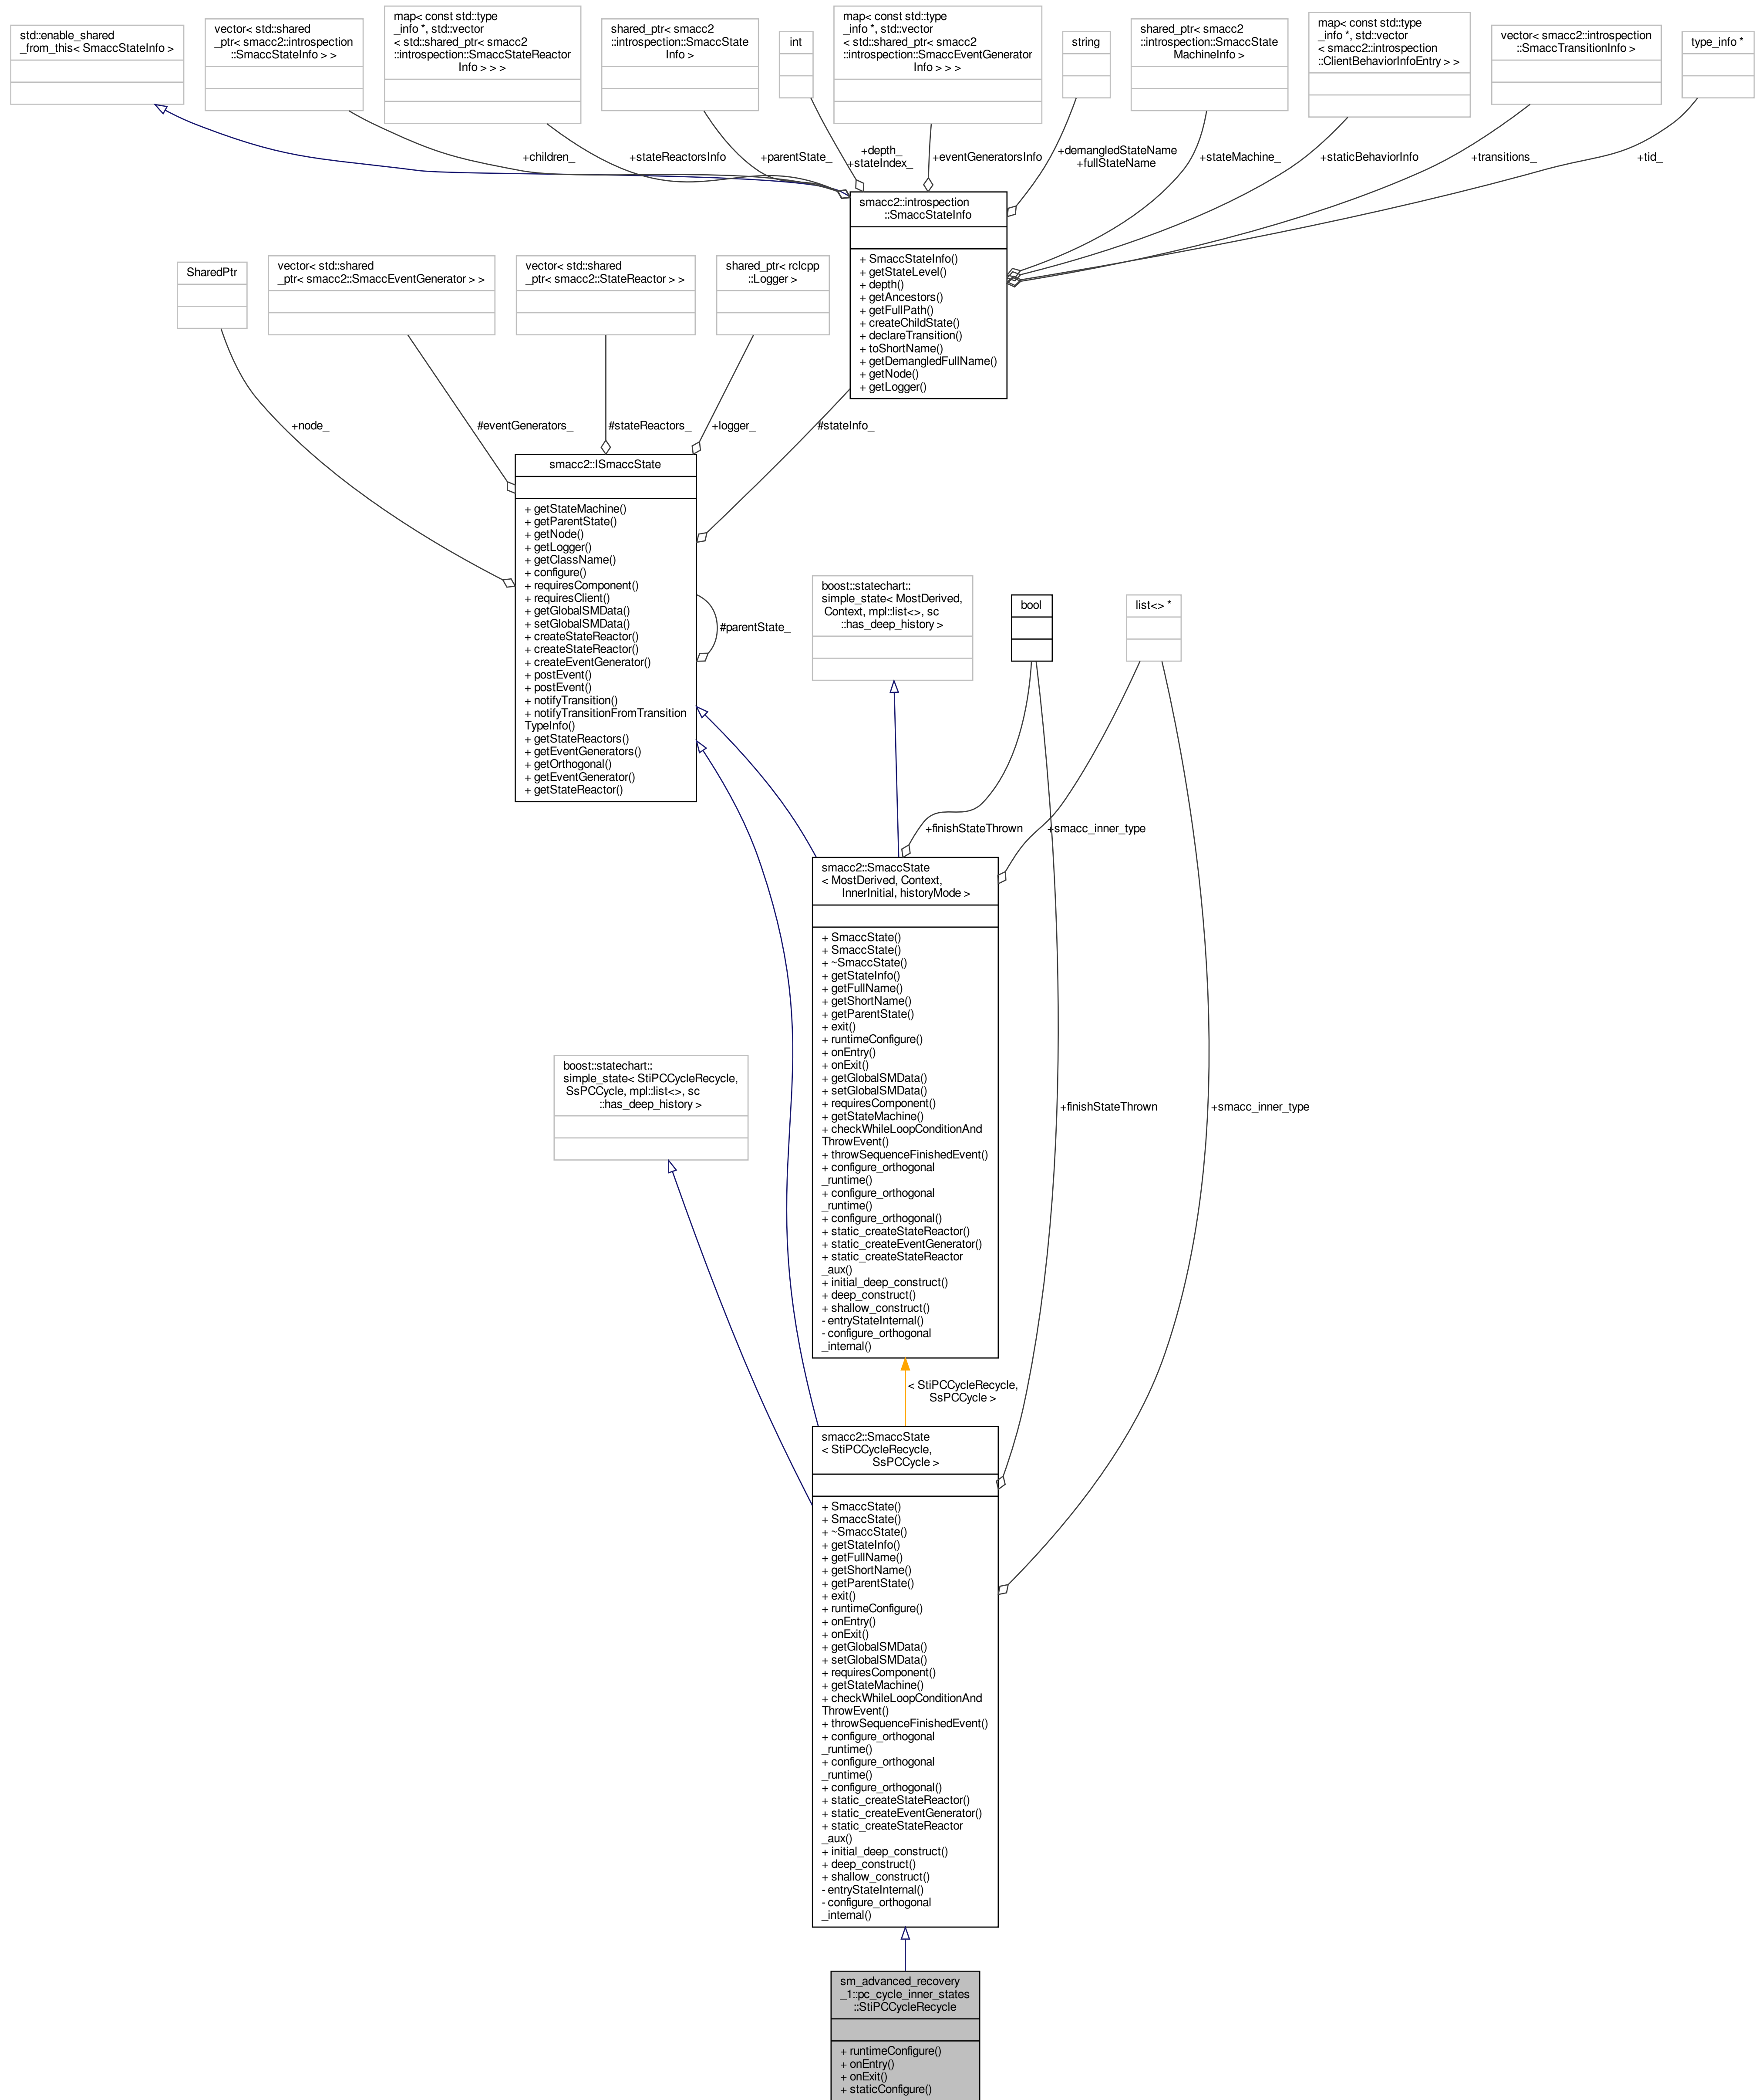 std::enable_shared
_from_this< SmaccStateInfo >
vector< std::shared
_ptr< smacc2::introspection
::SmaccStateInfo > >
map< const std::type
_info *, std::vector
< std::shared_ptr< smacc2
::introspection::SmaccStateReactor
Info > > >
shared_ptr< smacc2
::introspection::SmaccState
Info >
int
map< const std::type
_info *, std::vector
< std::shared_ptr< smacc2
::introspection::SmaccEventGenerator
Info > > >
string
shared_ptr< smacc2
::introspection::SmaccState
MachineInfo >
map< const std::type
_info *, std::vector
< smacc2::introspection
::ClientBehaviorInfoEntry > >
vector< smacc2::introspection
::SmaccTransitionInfo >
type_info *
+children_
+stateReactorsInfo
+parentState_
+depth_
+stateIndex_
+eventGeneratorsInfo
+demangledStateName
+fullStateName
+stateMachine_
+staticBehaviorInfo
+transitions_
+tid_
smacc2::introspection
::SmaccStateInfo
+ SmaccStateInfo()
+ getStateLevel()
+ depth()
+ getAncestors()
+ getFullPath()
+ createChildState()
+ declareTransition()
+ toShortName()
+ getDemangledFullName()
+ getNode()
+ getLogger()
SharedPtr
vector< std::shared
_ptr< smacc2::SmaccEventGenerator > >
vector< std::shared
_ptr< smacc2::StateReactor > >
shared_ptr< rclcpp
::Logger >
+node_
#eventGenerators_
#stateReactors_
+logger_
#stateInfo_
smacc2::ISmaccState
+ getStateMachine()
+ getParentState()
+ getNode()
+ getLogger()
+ getClassName()
+ configure()
+ requiresComponent()
+ requiresClient()
+ getGlobalSMData()
+ setGlobalSMData()
+ createStateReactor()
+ createStateReactor()
+ createEventGenerator()
+ postEvent()
+ postEvent()
+ notifyTransition()
+ notifyTransitionFromTransition
TypeInfo()
+ getStateReactors()
+ getEventGenerators()
+ getOrthogonal()
+ getEventGenerator()
+ getStateReactor()
#parentState_
boost::statechart::
simple_state< MostDerived,
Context, mpl::list<>, sc
::has_deep_history >
bool
list<> *
+finishStateThrown
+smacc_inner_type
smacc2::SmaccState
< MostDerived, Context,
InnerInitial, historyMode >
+ SmaccState()
+ SmaccState()
+ ~SmaccState()
+ getStateInfo()
+ getFullName()
+ getShortName()
+ getParentState()
+ exit()
+ runtimeConfigure()
+ onEntry()
+ onExit()
+ getGlobalSMData()
+ setGlobalSMData()
+ requiresComponent()
+ getStateMachine()
+ checkWhileLoopConditionAnd
ThrowEvent()
+ throwSequenceFinishedEvent()
+ configure_orthogonal
_runtime()
+ configure_orthogonal
_runtime()
+ configure_orthogonal()
+ static_createStateReactor()
+ static_createEventGenerator()
+ static_createStateReactor
_aux()
+ initial_deep_construct()
+ deep_construct()
+ shallow_construct()
- entryStateInternal()
- configure_orthogonal
_internal()
boost::statechart::
simple_state< StiPCCycleRecycle,
SsPCCycle, mpl::list<>, sc
::has_deep_history >
+finishStateThrown
+smacc_inner_type
< StiPCCycleRecycle,
SsPCCycle >
smacc2::SmaccState
< StiPCCycleRecycle,
SsPCCycle >
+ SmaccState()
+ SmaccState()
+ ~SmaccState()
+ getStateInfo()
+ getFullName()
+ getShortName()
+ getParentState()
+ exit()
+ runtimeConfigure()
+ onEntry()
+ onExit()
+ getGlobalSMData()
+ setGlobalSMData()
+ requiresComponent()
+ getStateMachine()
+ checkWhileLoopConditionAnd
ThrowEvent()
+ throwSequenceFinishedEvent()
+ configure_orthogonal
_runtime()
+ configure_orthogonal
_runtime()
+ configure_orthogonal()
+ static_createStateReactor()
+ static_createEventGenerator()
+ static_createStateReactor
_aux()
+ initial_deep_construct()
+ deep_construct()
+ shallow_construct()
- entryStateInternal()
- configure_orthogonal
_internal()
sm_advanced_recovery
_1::pc_cycle_inner_states
::StiPCCycleRecycle
+ runtimeConfigure()
+ onEntry()
+ onExit()
+ staticConfigure()